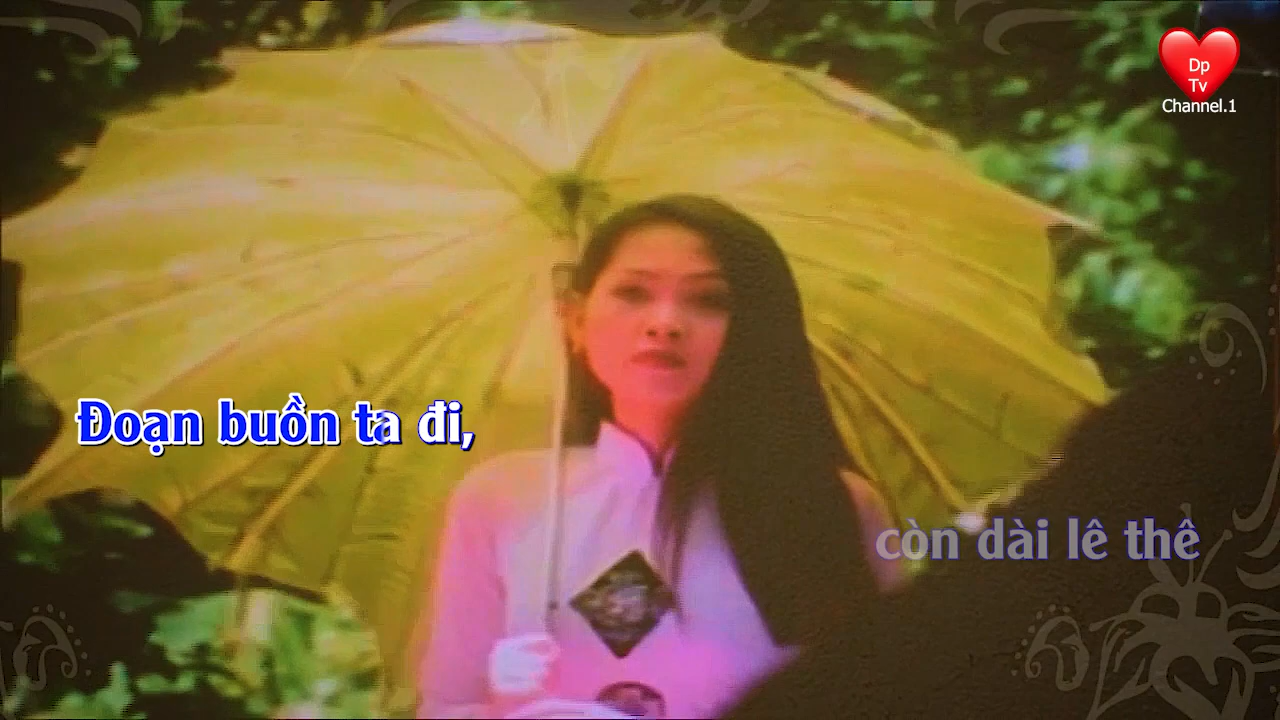 Dp
Tv
Channel.1
Đoạn buồn ta đi,
còn dài lê thê